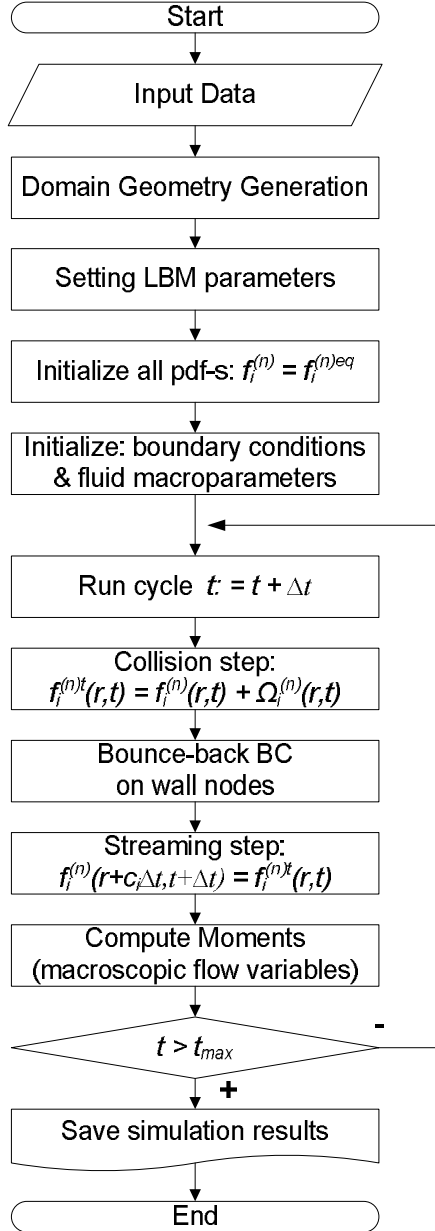 Start
Input Data
Domain Geometry Generation
Setting LBM parameters
Initialize all pdf-s: fᵢ⁽ⁿ⁾ = fᵢ⁽ⁿ⁾ᵉq
Initialize: boundary conditions
& fluid macroparameters
Run cycle t: = t + Δt
Collision step:
fᵢ⁽ⁿ⁾ᵗ(r,t) = fᵢ⁽ⁿ⁾(r,t) + Ωᵢ⁽ⁿ⁾(r,t)
Bounce-back BC
on wall nodes
Streaming step:
fᵢ⁽ⁿ⁾(r+cᵢΔt,t+Δt) = fᵢ⁽ⁿ⁾ᵗ(r,t)
Compute Moments
(macroscopic flow variables)
-
t > tmax
+
Save simulation results
End